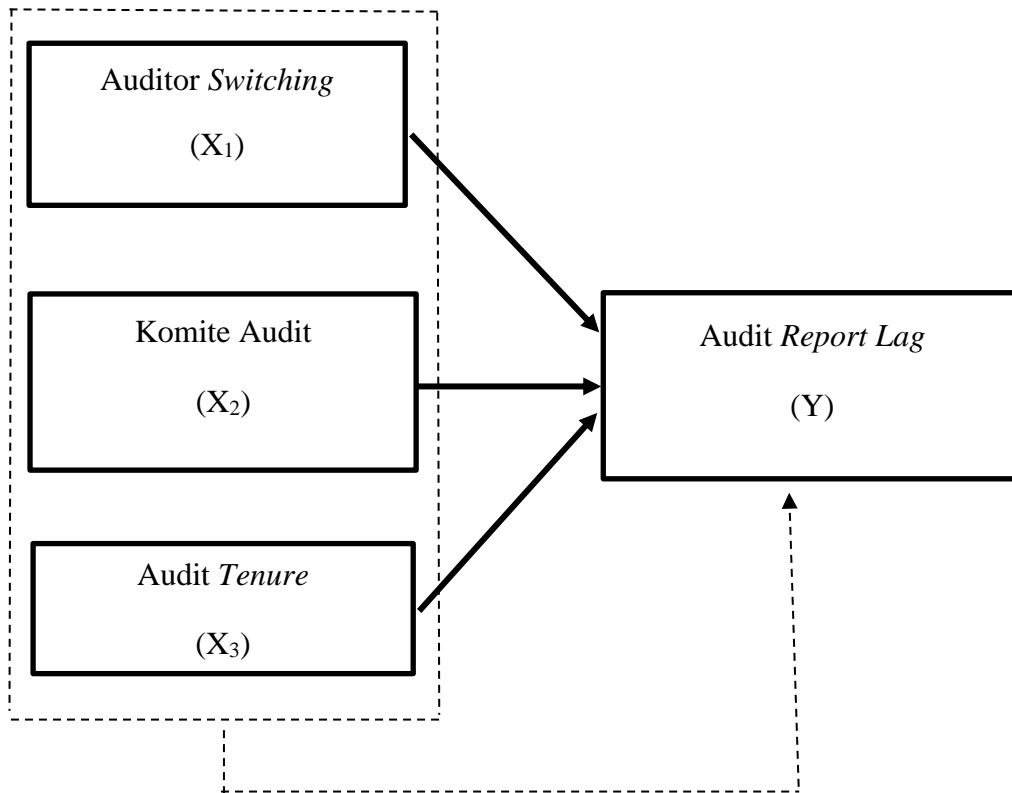 Auditor Switching
(X₁)
Komite Audit
(X₂)
Audit Tenure
(X₃)
Audit Report Lag
(Y)